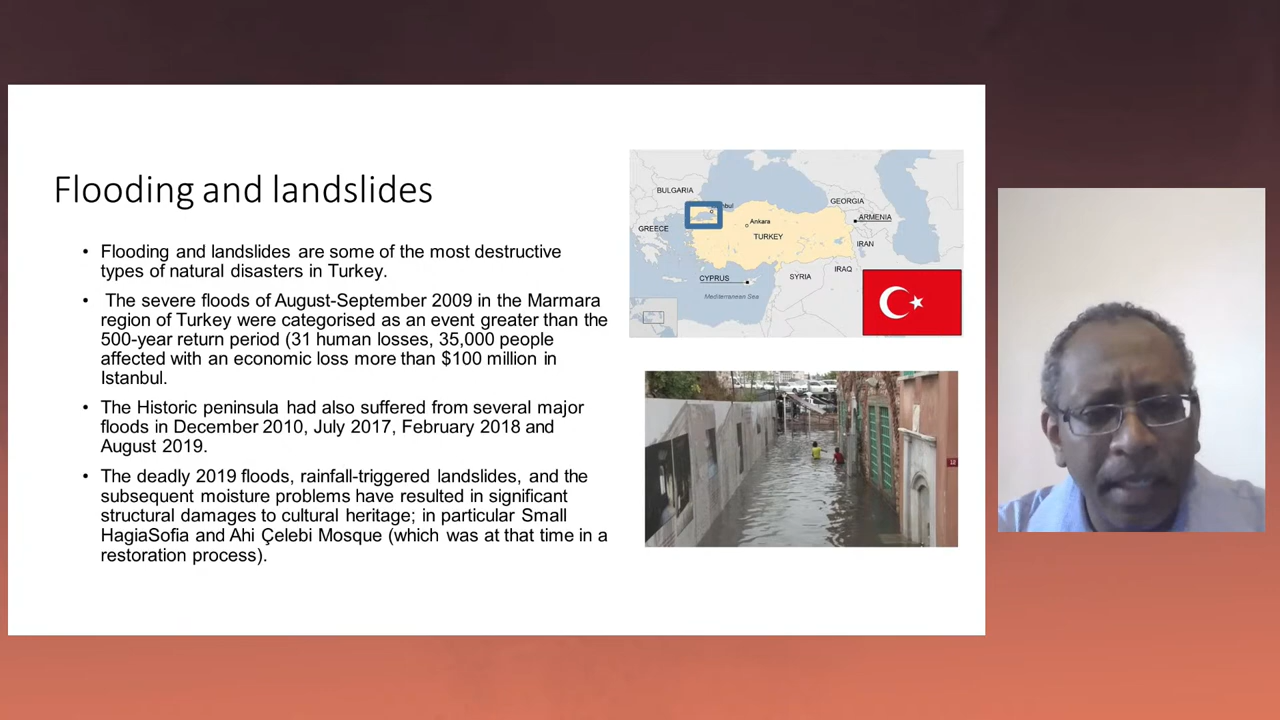 Flooding and landslides
• Flooding and landslides are some of the most destructive
types of natural disasters in Turkey.
• The severe floods of August-September 2009 in the Marmara
region of Turkey were categorised as an event greater than the
500-year return period (31 human losses, 35,000 people
affected with an economic loss more than $100 million in
Istanbul.
• The Historic peninsula had also suffered from several major
floods in December 2010, July 2017, February 2018 and
August 2019.
• The deadly 2019 floods, rainfall-triggered landslides, and the
subsequent moisture problems have resulted in significant
structural damages to cultural heritage; in particular Small
HagiaSofia and Ahi Çelebi Mosque (which was at that time in a
restoration process).
BULGARIA
GEORGIA
ARMENIA
Ankara
GREECE
TURKEY
IRAN
IRAQ
CYPRUS
SYRIA
Mediterranean Sea